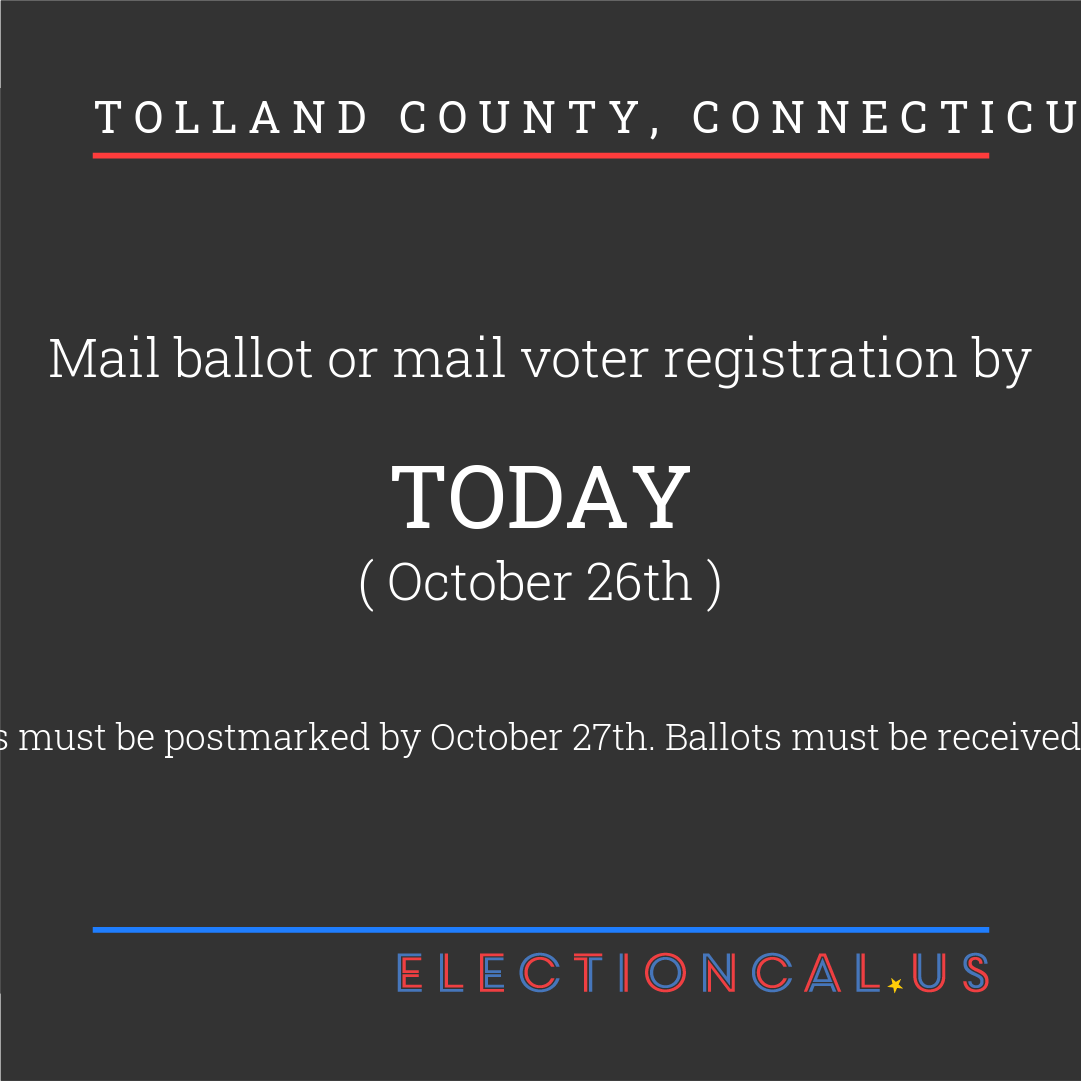 TOLLAND COUNTY, CONNECTICU
Mail ballot or mail voter registration by
TODAY
( October 26th )
s must be postmarked by October 27th. Ballots must be received
ELECTIONCAL.US